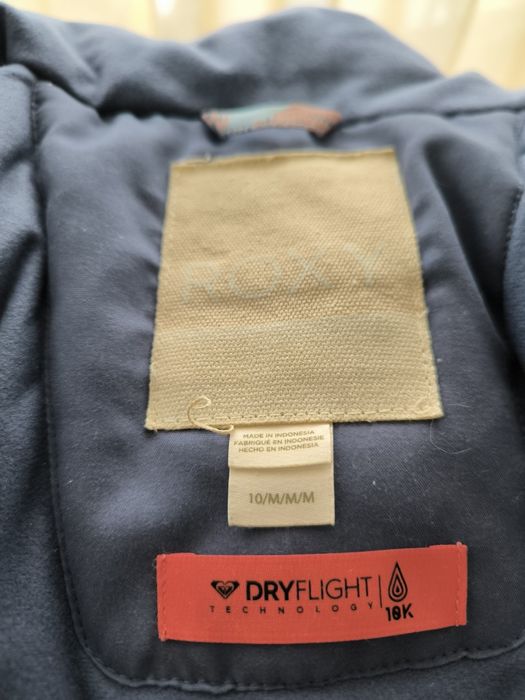 ROXY
MADE IN INDONESIA
FABRIQUÉ EN INDONESIE
HECHO EN INDONESIA
10/M/M/M
DRYFLIGHT
TECHNOLOGY
10K